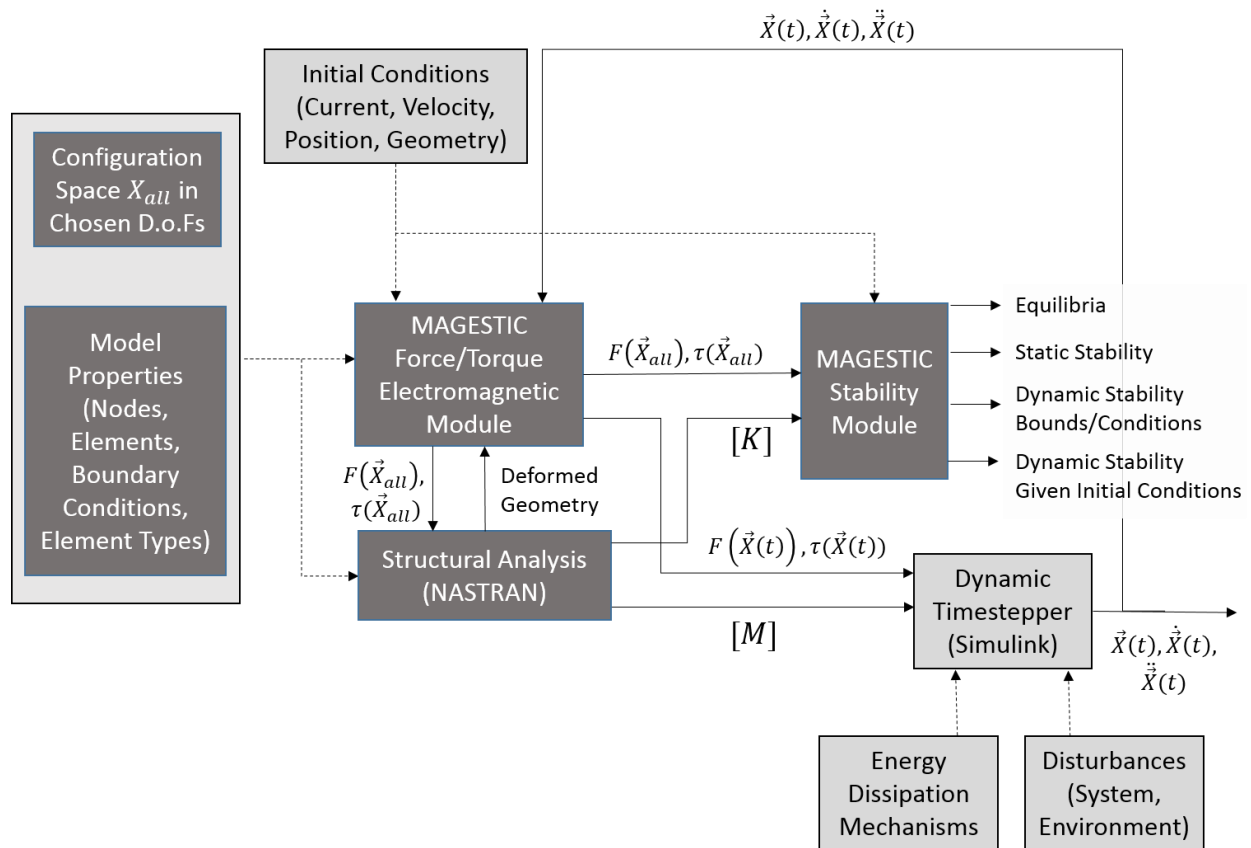 X⃗(t), Ẋ⃗(t), Ẍ⃗(t)
Initial Conditions
(Current, Velocity,
Position, Geometry)
Configuration
Space X_all in
Chosen D.o.Fs
Model
Properties
(Nodes,
Elements,
Boundary
Conditions,
Element Types)
MAGESTIC
Force/Torque
Electromagnetic
Module
F(X⃗_all), τ(X⃗_all)
MAGESTIC
Stability
Module
Equilibria
Static Stability
Dynamic Stability
Bounds/Conditions
Dynamic Stability
Given Initial Conditions
[K]
F(X⃗_all),
τ(X⃗_all)
Deformed
Geometry
Structural Analysis
(NASTRAN)
F(X⃗(t)), τ(X⃗(t))
[M]
Dynamic
Timestepper
(Simulink)
X⃗(t), Ẋ⃗(t),
Ẍ⃗(t)
Energy
Dissipation
Mechanisms
Disturbances
(System,
Environment)